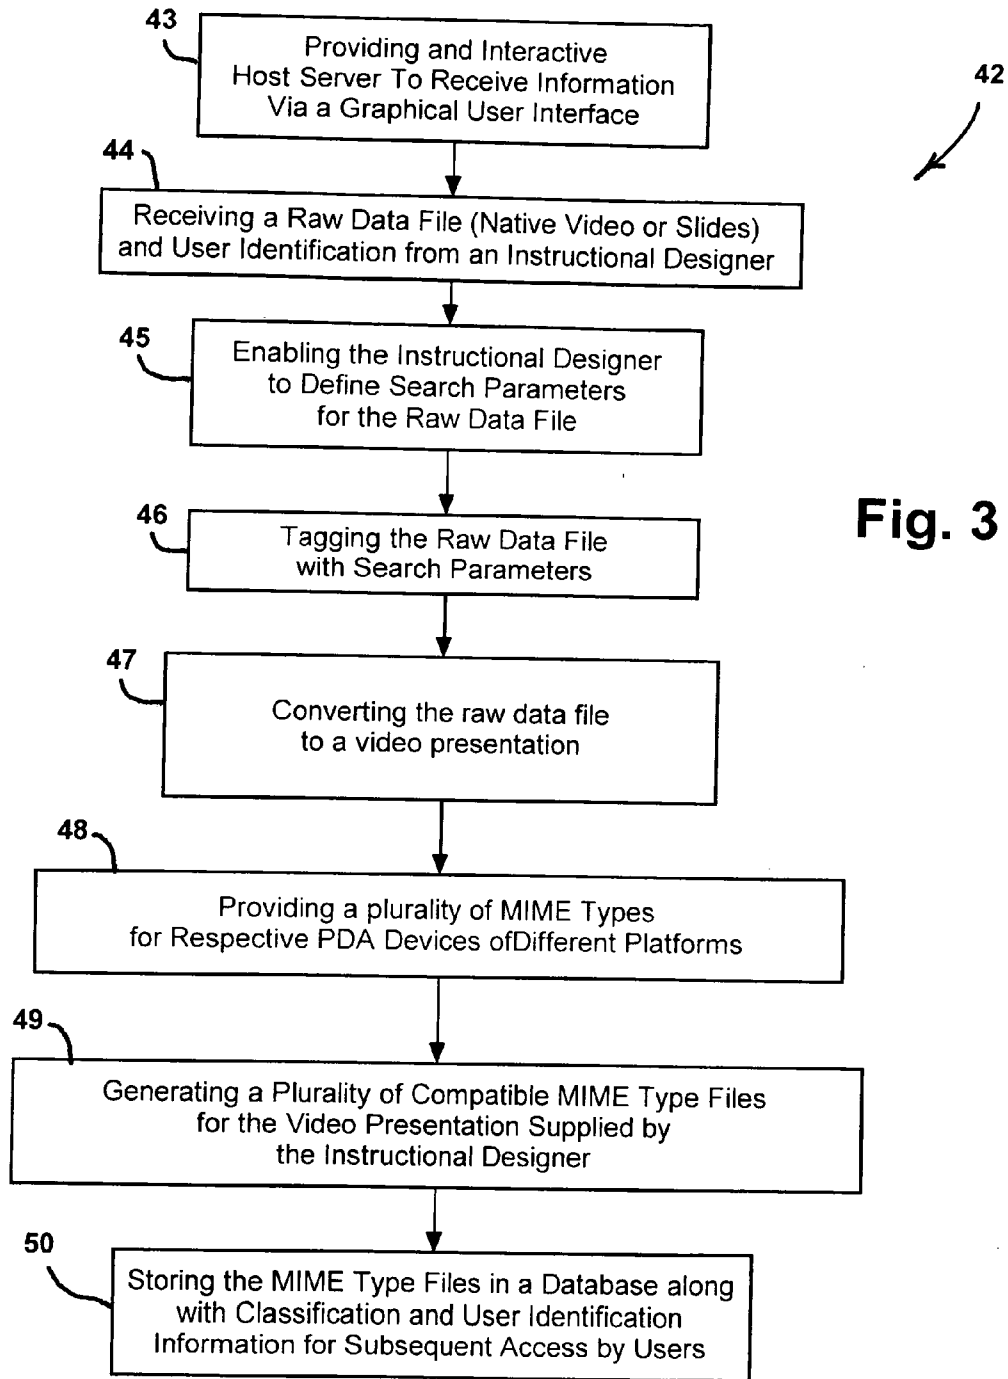 43
Providing and Interactive
Host Server To Receive Information
Via a Graphical User Interface
42
44
Receiving a Raw Data File (Native Video or Slides)
and User Identification from an Instructional Designer
45
Enabling the Instructional Designer
to Define Search Parameters
for the Raw Data File
Fig. 3
46
Tagging the Raw Data File
with Search Parameters
47
Converting the raw data file
to a video presentation
48
Providing a plurality of MIME Types
for Respective PDA Devices ofDifferent Platforms
49
Generating a Plurality of Compatible MIME Type Files
for the Video Presentation Supplied by
the Instructional Designer
50
Storing the MIME Type Files in a Database along
with Classification and User Identification
Information for Subsequent Access by Users